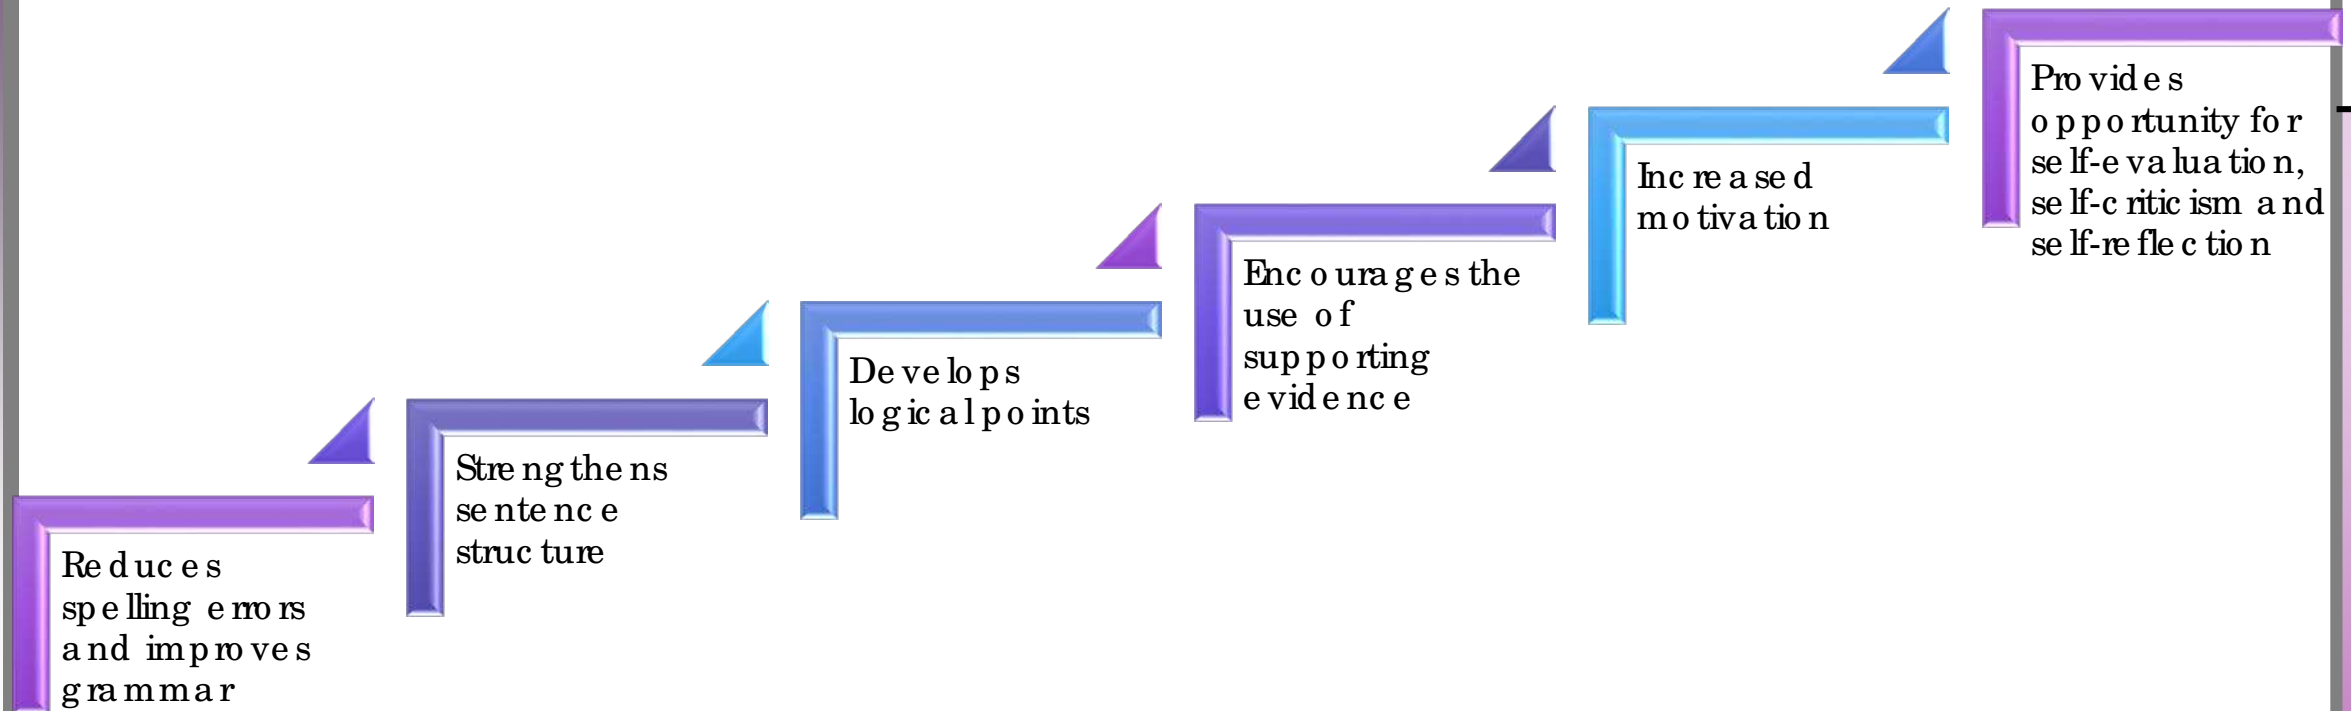 Reduces
spelling errors
and improves
grammar
Strengthens
sentence
structure
Develops
logical points
Encourages the
use of
supporting
evidence
Increased
motivation
Provides
opportunity for
self-evaluation,
self-criticism and
self-reflection